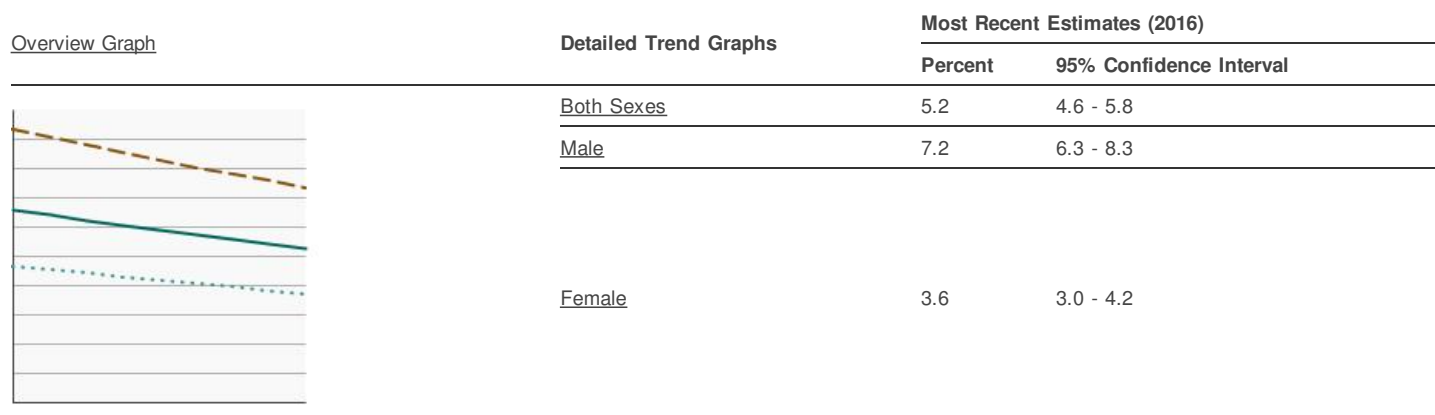 Overview Graph
Detailed Trend Graphs
Most Recent Estimates (2016)
Percent 95% Confidence Interval
Both Sexes 5.2 4.6 - 5.8
Male 7.2 6.3 - 8.3
Female 3.6 3.0 - 4.2